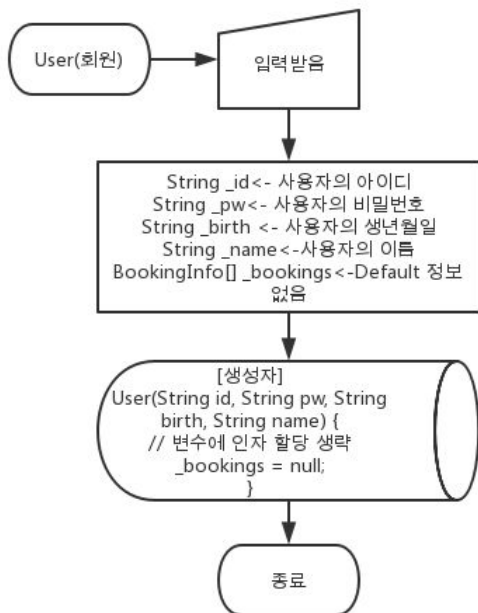 User(회원)
입력받음
String _id<- 사용자의 아이디
String _pw<- 사용자의 비밀번호
String _birth <- 사용자의 생년월일
String _name<-사용자의 이름
BookingInfo[] _bookings<-Default 정보
없음
[생성자]
User(String id, String pw, String
birth, String name) {
// 변수에 인자 할당 생략
_bookings = null;
}
종료